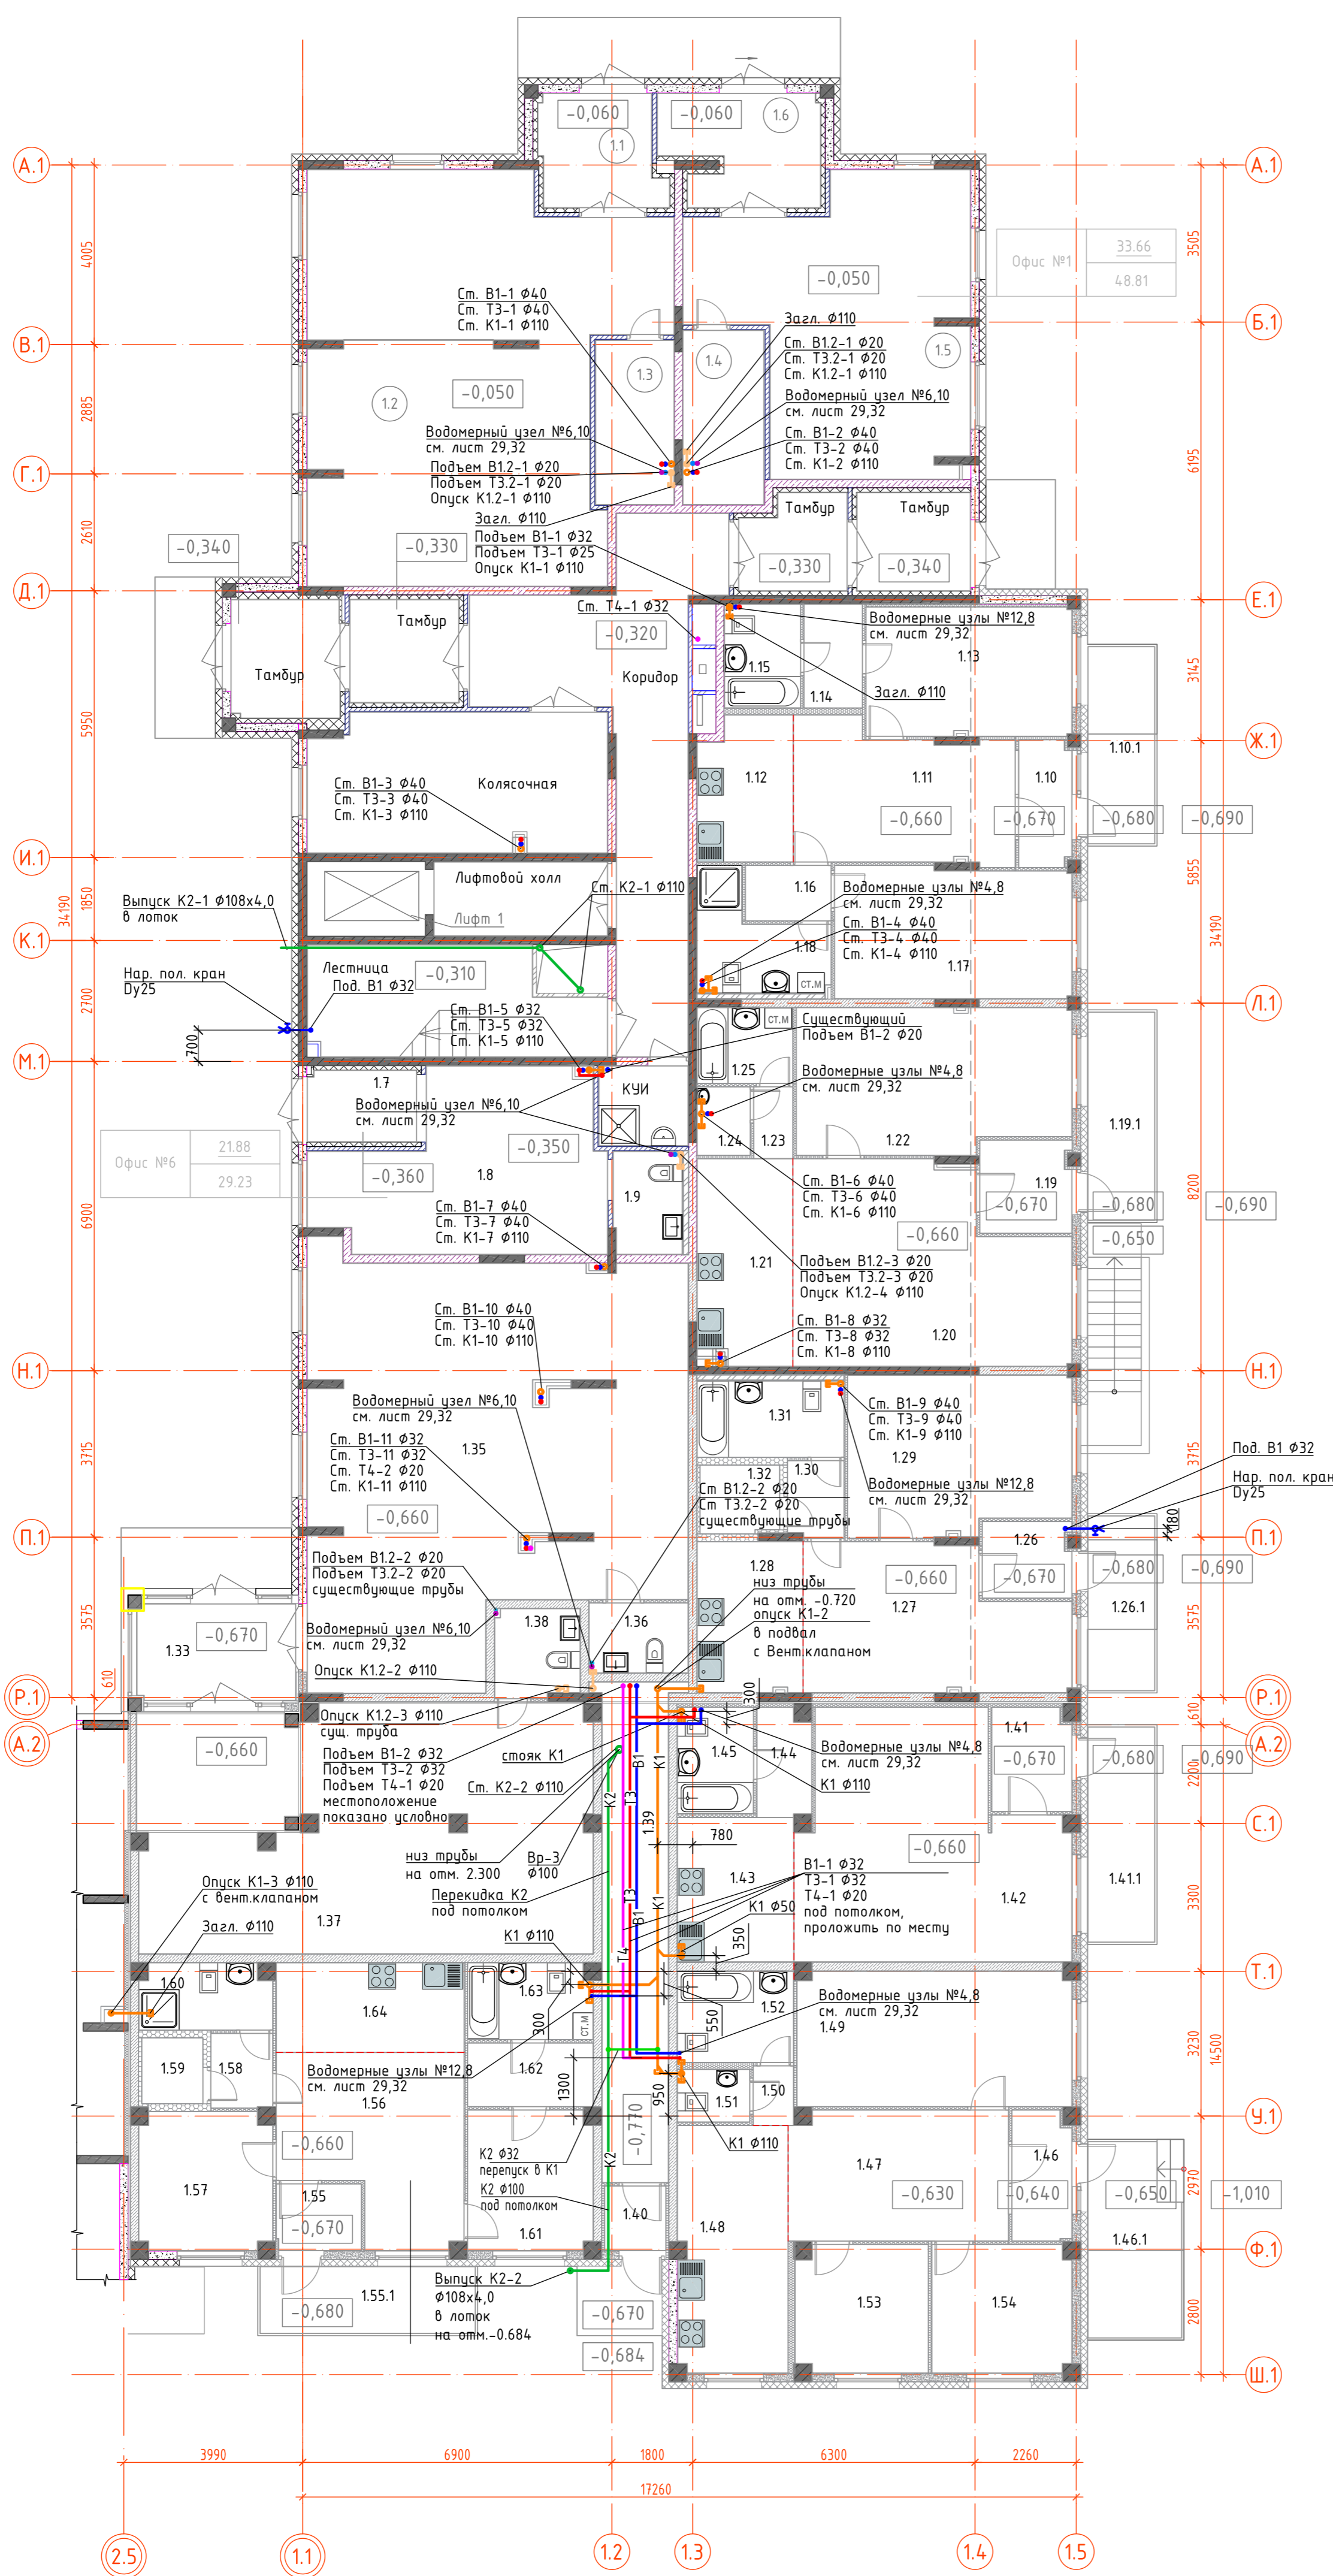 -0,060
-0,060
1.6
1.1
А.1
А.1
4005
3505
Офис №1
33.66
48.81
-0,050
Ст. В1-1 Ф40
Ст. Т3-1 Ф40
Ст. К1-1 Ф110
Загл. Ф110
Б.1
В.1
Ст. В1.2-1 Ф20
Ст. Т3.2-1 Ф20
Ст. К1.2-1 Ф110
1.3
1.4
1.5
1.2
-0,050
2885
Водомерный узел №6,10
см. лист 29,32
Водомерный узел №6,10
см. лист 29,32
Ст. В1-2 Ф40
Ст. Т3-2 Ф40
Ст. К1-2 Ф110
6195
Г.1
Подъем В1.2-1 Ф20
Подъем Т3.2-1 Ф20
Опуск К1.2-1 Ф110
Загл. Ф110
Подъем В1-1 Ф32
Подъем Т3-1 Ф25
Опуск К1-1 Ф110
Тамбур
Тамбур
2610
-0,340
-0,330
-0,330
-0,340
Д.1
Е.1
Ст. Т4-1 Ф32
-0,320
Тамбур
Тамбур
Коридор
Водомерные узлы №12,8
см. лист 29,32
1.13
1.15
1.14
Загл. Ф110
3145
5950
Ж.1
1.10.1
Колясочная
Ст. В1-3 Ф40
Ст. Т3-3 Ф40
Ст. К1-3 Ф110
1.12
1.11
1.10
-0,660
-0,670
-0,680
-0,690
И.1
34190
1850
Лифтовой холл
Лифт 1
Выпуск К2-1 Ф108х4,0
в лоток
Ст. К2-1 Ф110
1.16
Водомерные узлы №4,8
см. лист 29,32
Ст. В1-4 Ф40
Ст. Т3-4 Ф40
Ст. К1-4 Ф110
1.18
1.17
СТ.М
5855
34190
К.1
Л.1
2700
Нар. пол. кран
Dy25
Лестница
Под. В1 Ф32
-0,310
700
Ст. В1-5 Ф32
Ст. Т3-5 Ф32
Ст. К1-5 Ф110
Существующий
Подъем В1-2 Ф20
СТ.М
М.1
1.7
КУИ
1.25
Водомерные узлы №4,8
см. лист 29,32
Водомерный узел №6,10
см. лист 29,32
1.24
1.23
1.22
1.19.1
Офис №6
21.88
29.23
-0,350
-0,360
1.8
1.9
Ст. В1-6 Ф40
Ст. Т3-6 Ф40
Ст. К1-6 Ф110
1.19
-0,670
-0,680
-0,690
8200
6900
Ст. В1-7 Ф40
Ст. Т3-7 Ф40
Ст. К1-7 Ф110
-0,660
-0,650
1.21
Подъем В1.2-3 Ф20
Подъем Т3.2-3 Ф20
Опуск К1.2-4 Ф110
Ст. В1-10 Ф40
Ст. Т3-10 Ф40
Ст. К1-10 Ф110
Ст. В1-8 Ф32
Ст. Т3-8 Ф32
Ст. К1-8 Ф110
1.20
Н.1
Н.1
Водомерный узел №6,10
см. лист 29,32
1.31
Ст. В1-9 Ф40
Ст. Т3-9 Ф40
Ст. К1-9 Ф110
Ст. В1-11 Ф32
Ст. Т3-11 Ф32
Ст. Т4-2 Ф20
Ст. К1-11 Ф110
1.35
1.29
1.32
1.30
Водомерные узлы №12,8
см. лист 29,32
Под. В1 Ф32
Нар. пол. кран
Dy25
180
3715
3715
-0,660
Ст В1.2-2 Ф20
Ст Т3.2-2 Ф20
существующие трубы
П.1
П.1
Подъем В1.2-2 Ф20
Подъем Т3.2-2 Ф20
существующие трубы
1.28
низ трубы
на отм. -0.720
опуск К1-2
в подвал
с Вент.клапаном
1.26
-0,660
-0,670
-0,680
-0,690
1.27
1.26.1
1.33
-0,670
Водомерный узел №6,10
см. лист 29,32
1.38
1.36
Опуск К1.2-2 Ф110
3575
3575
610
610
Р.1
Р.1
А.2
А.2
300
Опуск К1.2-3 Ф110
сущ. труба
Подъем В1-2 Ф32
Подъем Т3-2 Ф32
Подъем Т4-1 Ф20
местоположение
показано условно
-0,660
стояк К1
Ст. К2-2 Ф110
К2
Т3
В1
К1
1.45
1.44
Водомерные узлы №4,8
см. лист 29,32
К1 Ф110
1.41
-0,670
-0,680
-0,690
2200
С.1
780
1.39
-0,660
низ трубы
на отм. 2.300
Вр-3
Ф100
Перекидка К2
под потолком
1.43
В1-1 Ф32
Т3-1 Ф32
Т4-1 Ф20
под потолком,
проложить по месту
К1 Ф50
1.42
1.41.1
3300
Опуск К1-3 Ф110
с вент.клапаном
Загл. Ф110
1.37
К1 Ф110
Т4
Т3
В1
К1
350
Т.1
1.60
1.64
1.63
300
СТ.М
550
1.52
Водомерные узлы №4,8
см. лист 29,32
1.49
3230
14500
1.59
1.58
Водомерные узлы №12,8
см. лист 29,32
1.56
1.62
1300
950
1.51
1.50
У.1
-0,660
-0,770
К1 Ф110
К2 Ф32
перепуск в К1
К2
1.57
1.55
-0,670
К2 Ф100
под потолком
1.61
1.40
1.47
1.46
-0,630
-0,640
-0,650
-1,010
1.48
2970
1.46.1
Ф.1
1.55.1
-0,680
Выпуск К2-2
Ф108х4,0
в лоток
на отм.-0.684
-0,670
-0,684
1.53
1.54
2800
Ш.1
3990
6900
1800
6300
2260
17260
2.5
1.1
1.2
1.3
1.4
1.5